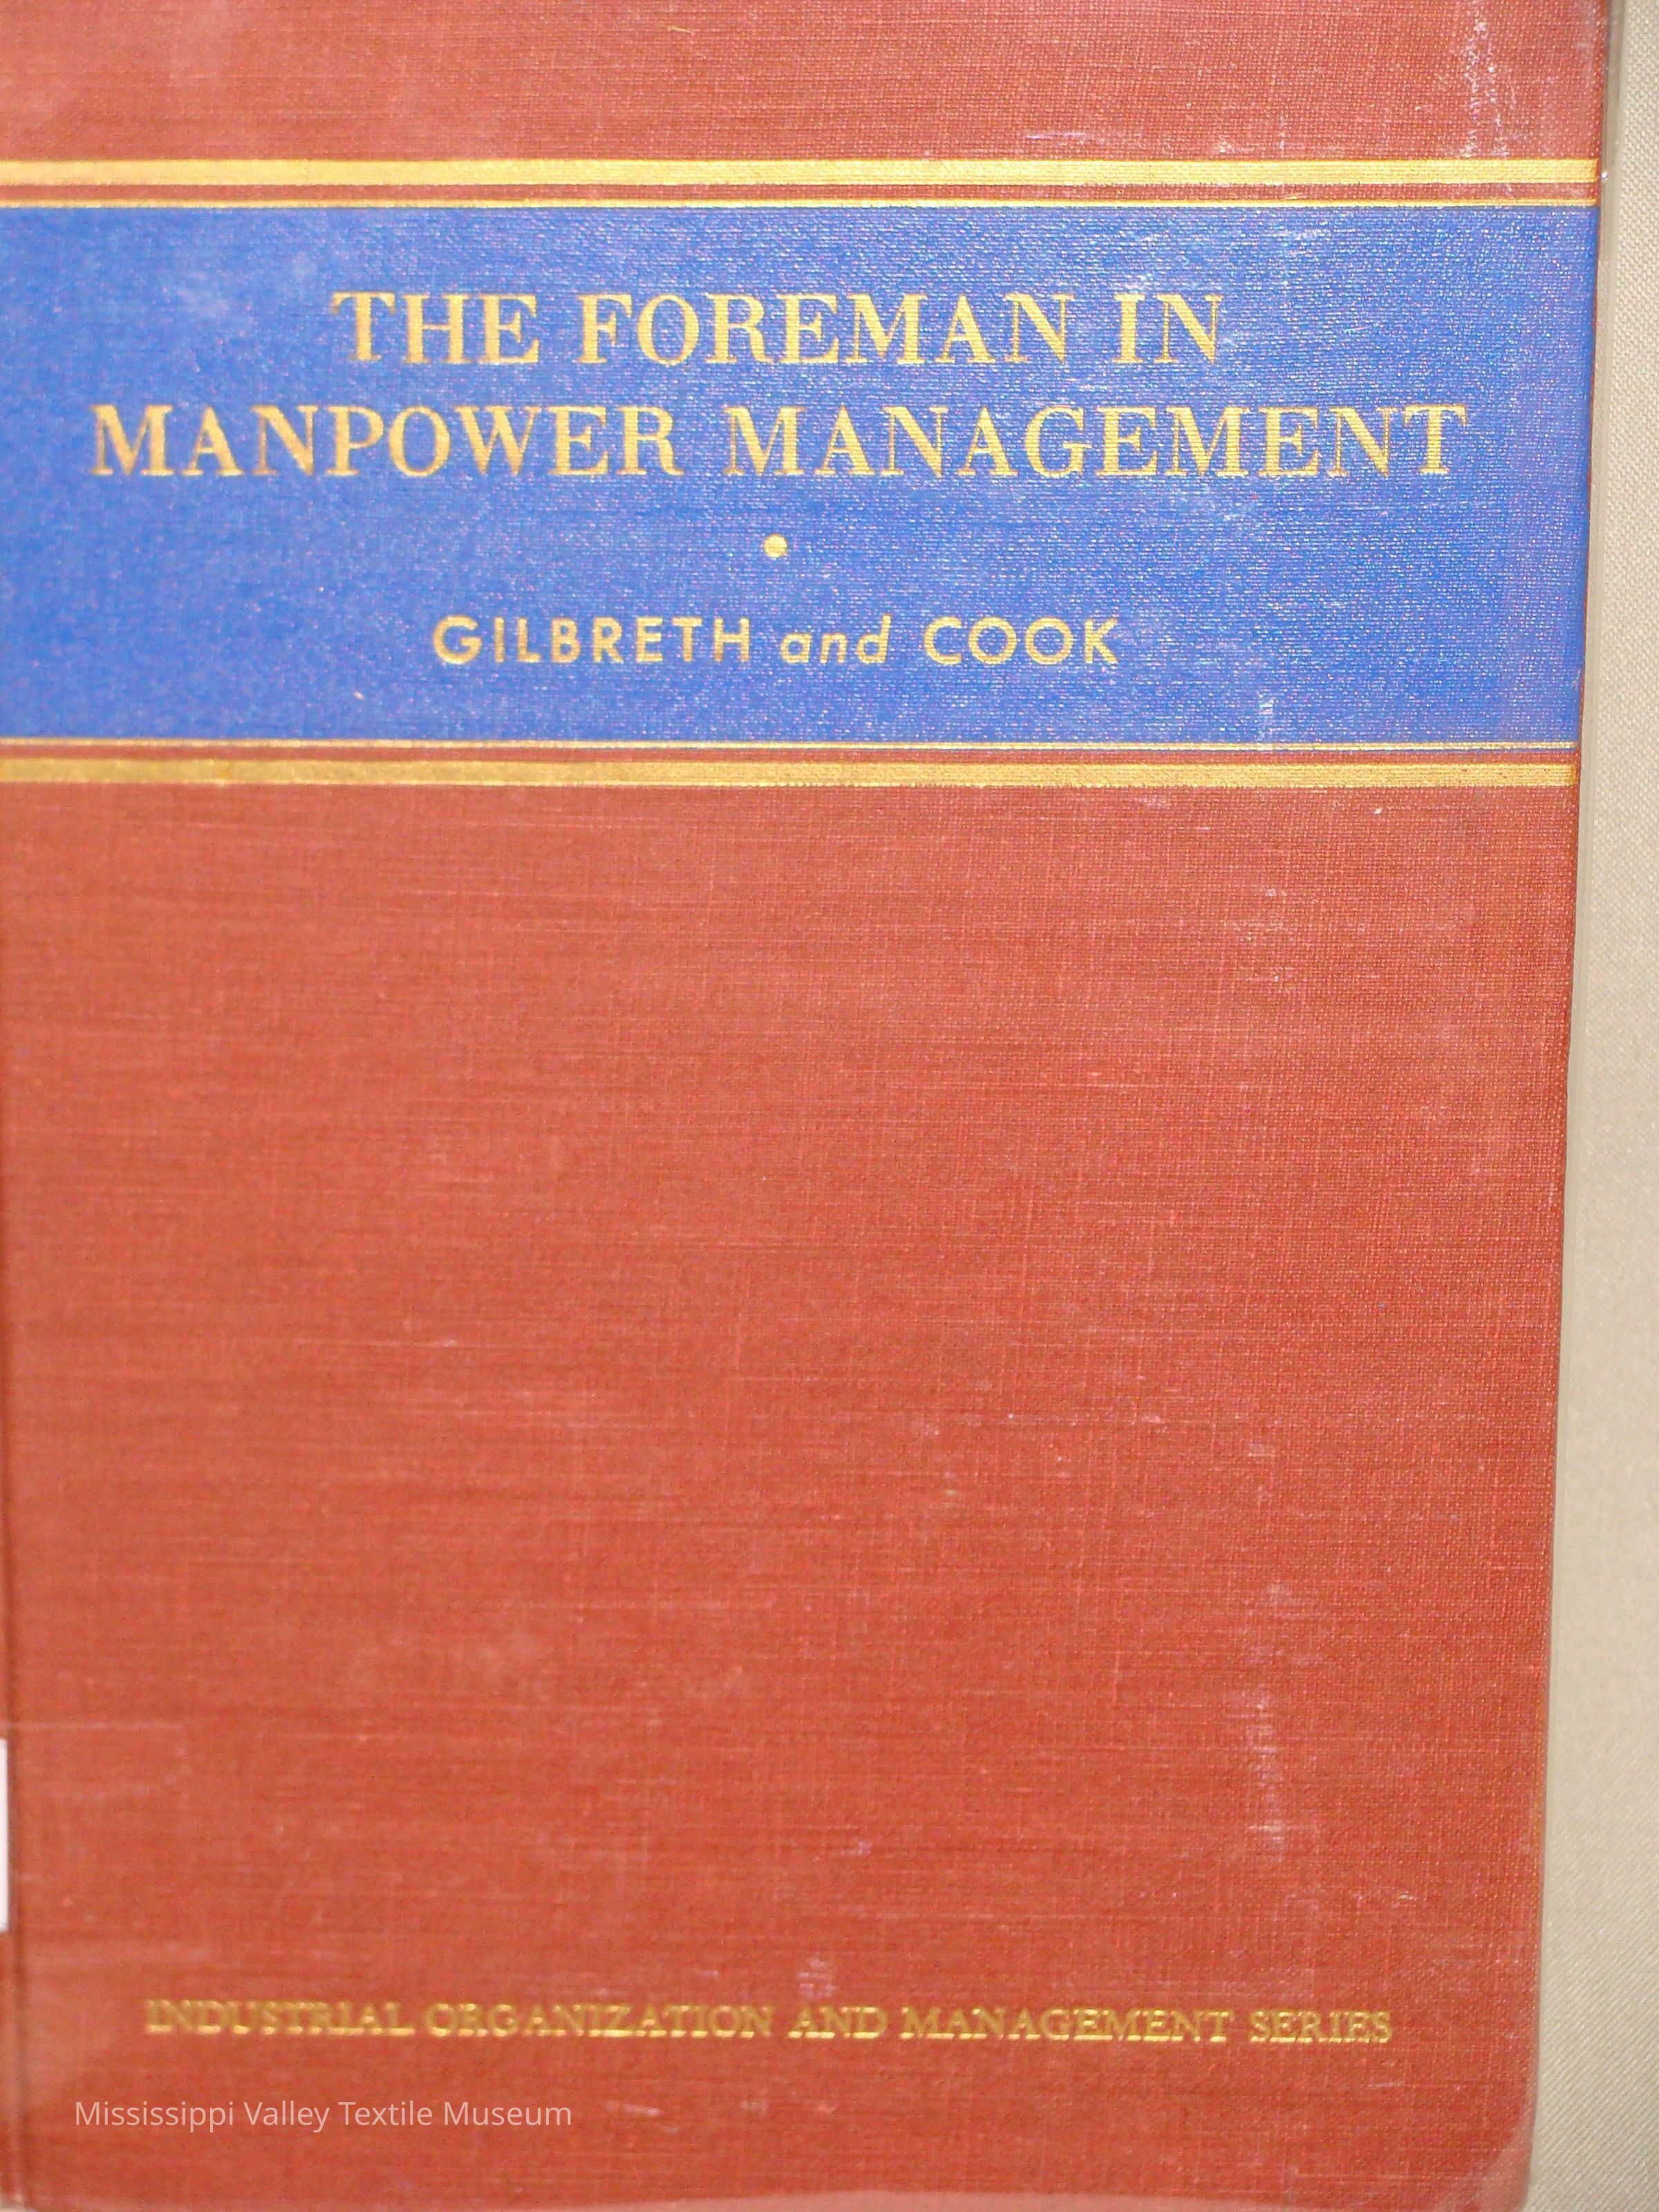 THE FOREMAN IN
MANPOWER MANAGEMENT
•
GILBRETH and COOK
INDUSTRIAL ORGANIZATION AND MANAGEMENT SERIES
Mississippi Valley Textile Museum